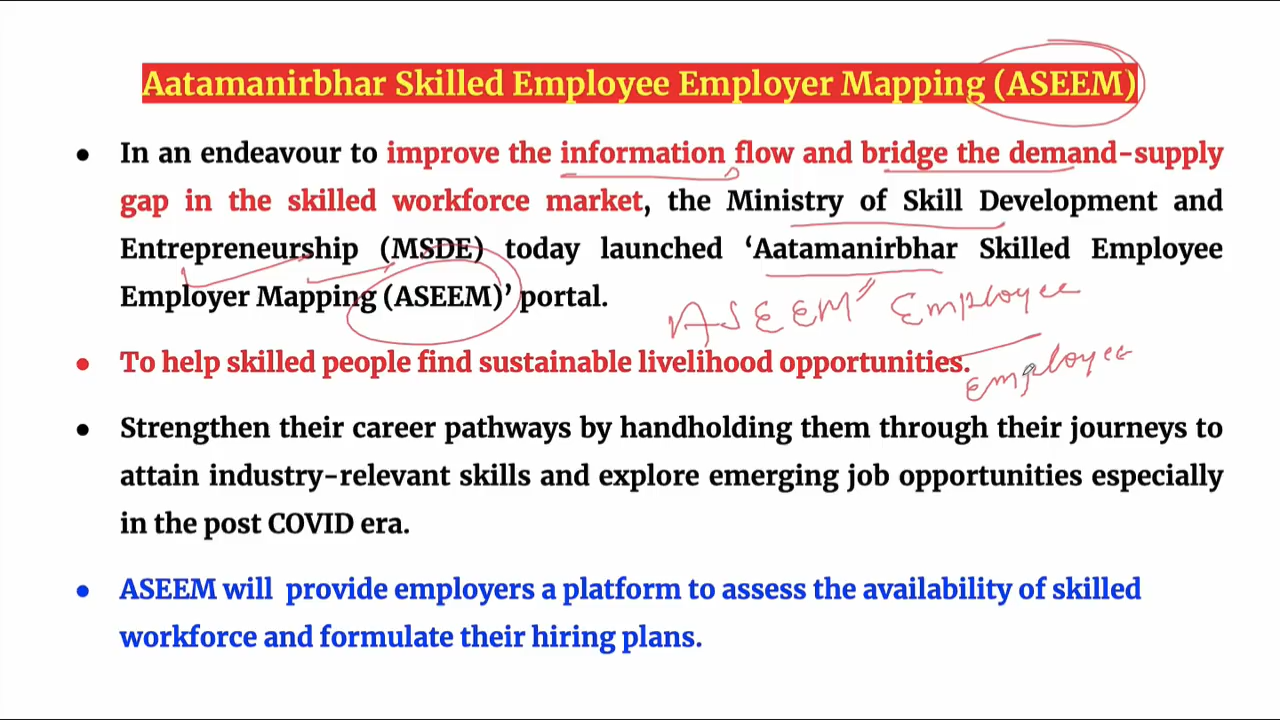 Aatamanirbhar Skilled Employee Employer Mapping (ASEEM)
• In an endeavour to improve the information flow and bridge the demand-supply
gap in the skilled workforce market, the Ministry of Skill Development and
Entrepreneurship (MSDE) today launched ‘Aatamanirbhar Skilled Employee
Employer Mapping (ASEEM)’ portal.
ASEEM" Employee
• To help skilled people find sustainable livelihood opportunities.
Employee
• Strengthen their career pathways by handholding them through their journeys to
attain industry-relevant skills and explore emerging job opportunities especially
in the post COVID era.
• ASEEM will provide employers a platform to assess the availability of skilled
workforce and formulate their hiring plans.